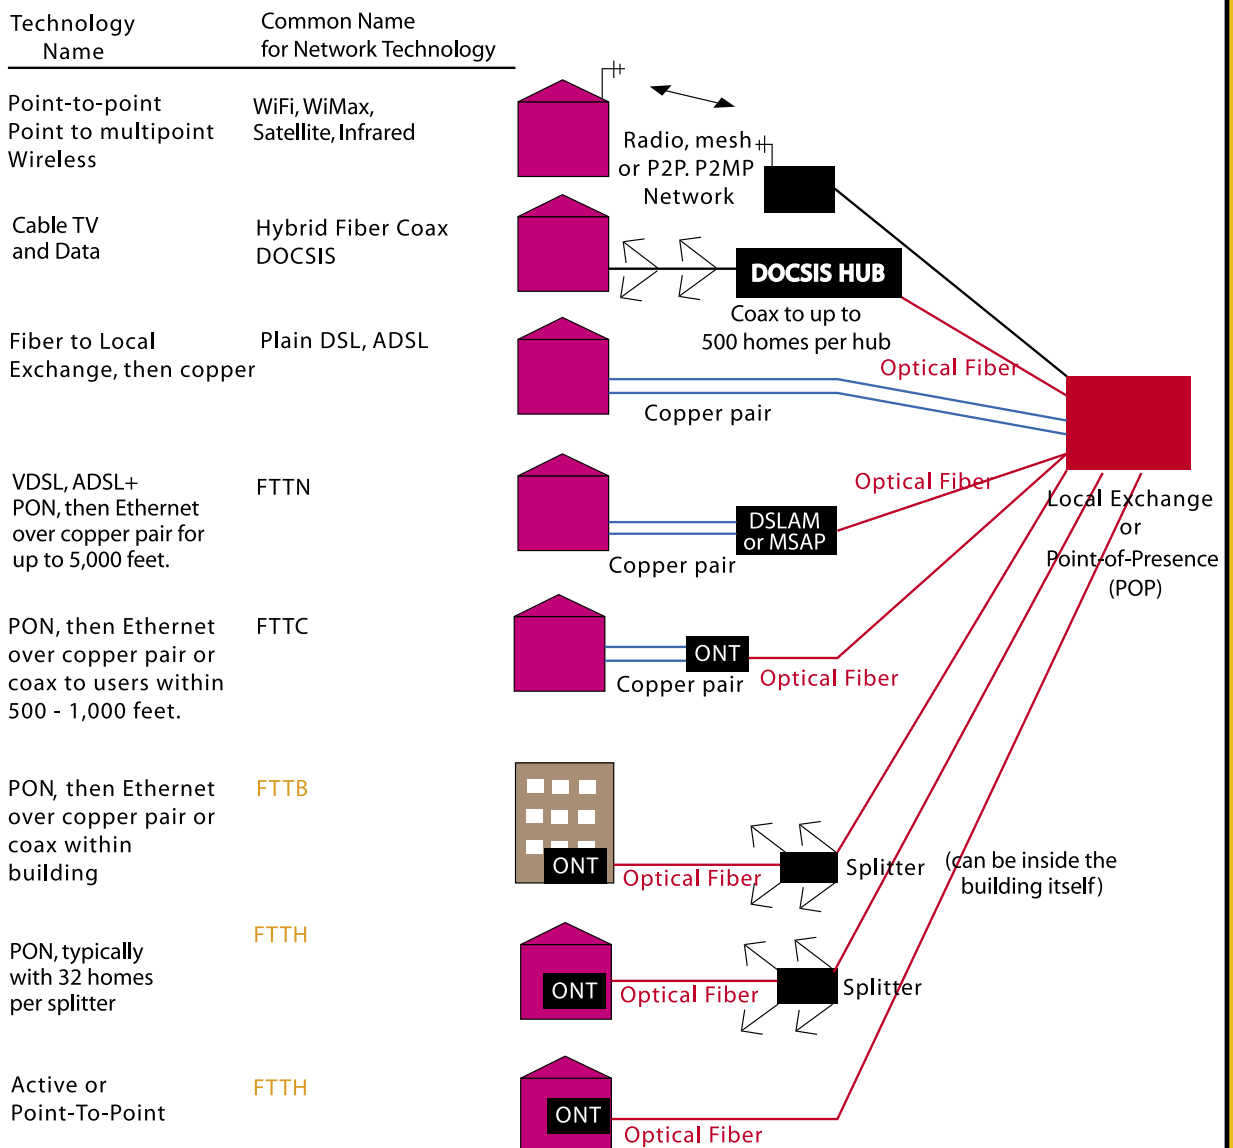 Technology
Name
Common Name
for Network Technology
Point-to-point
Point to multipoint
Wireless
WiFi, WiMax,
Satellite, Infrared
Radio, mesh
or P2P. P2MP
Network
Cable TV
and Data
Hybrid Fiber Coax
DOCSIS
DOCSIS HUB
Coax to up to
500 homes per hub
Optical Fiber
Fiber to Local
Exchange, then copper
Plain DSL, ADSL
Copper pair
VDSL, ADSL+
PON, then Ethernet
over copper pair for
up to 5,000 feet.
FTTN
Copper pair
DSLAM
or MSAP
Optical Fiber
Local Exchange
or
Point-of-Presence
(POP)
PON, then Ethernet
over copper pair or
coax to users within
500 - 1,000 feet.
FTTC
Copper pair
ONT
Optical Fiber
PON, then Ethernet
over copper pair or
coax within
building
FTTB
ONT
Optical Fiber
Splitter
(can be inside the
building itself)
PON, typically
with 32 homes
per splitter
FTTH
ONT
Optical Fiber
Splitter
Active or
Point-To-Point
FTTH
ONT
Optical Fiber